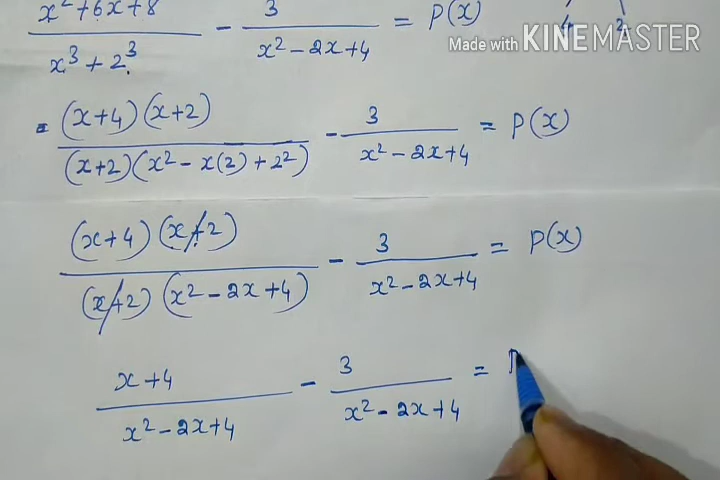 x²+6x+8 / x³+2³ - 3 / x²-2x+4 = P(x) 4 2
Made with KINEMASTER
= (x+4)(x+2) / (x+2)(x²-x(2)+2²) - 3 / x²-2x+4 = P(x)
(x+4)(x+2) / (x+2)(x²-2x+4) - 3 / x²-2x+4 = P(x)
x+4 / x²-2x+4 - 3 / x²-2x+4 =